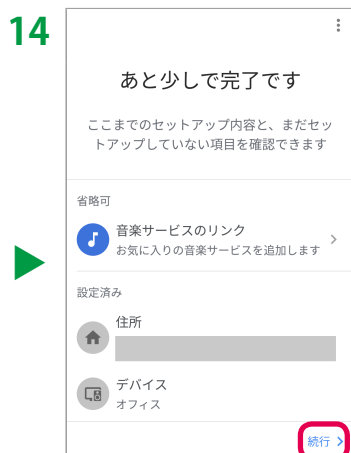 14
あと少しで完了です
ここまでのセットアップ内容と、まだセッ
トアップしていない項目を確認できます
省略可
音楽サービスのリンク
お気に入りの音楽サービスを追加します
設定済み
住所
デバイス
オフィス
続行